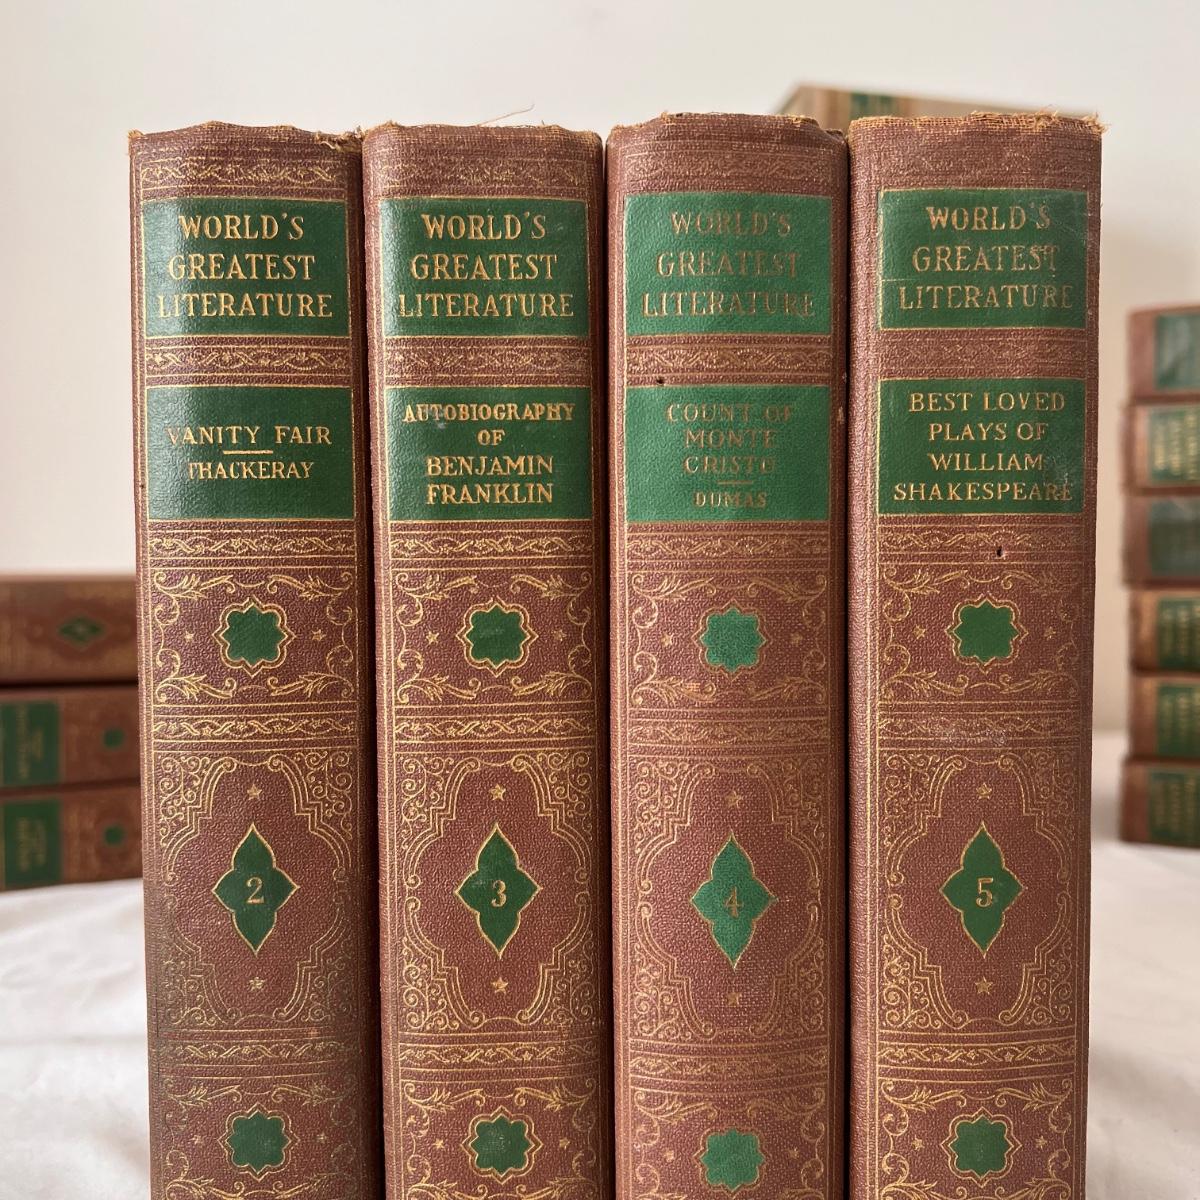 WORLD'S
GREATEST
LITERATURE
VANITY FAIR
THACKERAY
2
WORLD'S
GREATEST
LITERATURE
AUTOBIOGRAPHY
OF
BENJAMIN
FRANKLIN
3
WORLD'S
GREATEST
LITERATURE
COUNT OF
MONTE
CRISTO
DUMAS
4
WORLD'S
GREATEST
LITERATURE
BEST LOVED
PLAYS OF
WILLIAM
SHAKESPEARE
5